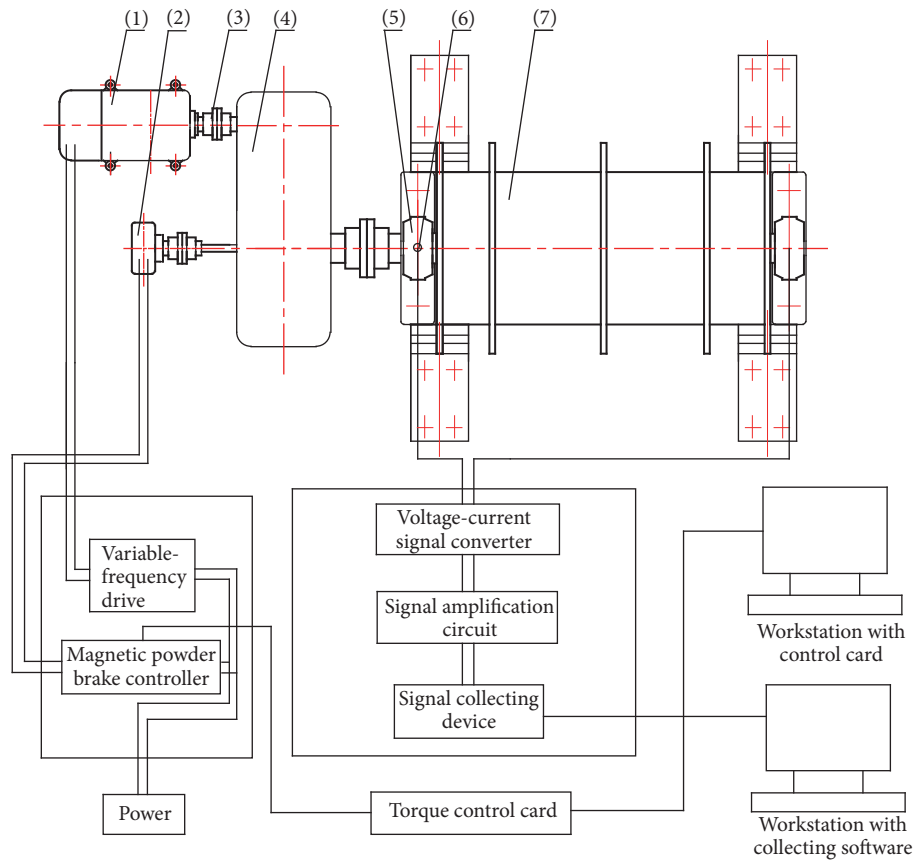 (1)
(2)
(3)
(4)
(5)
(6)
(7)
Voltage-current
signal converter
Variable-
frequency
drive
Signal amplification
circuit
Workstation with
control card
Magnetic powder
brake controller
Signal collecting
device
Power
Torque control card
Workstation with
collecting software